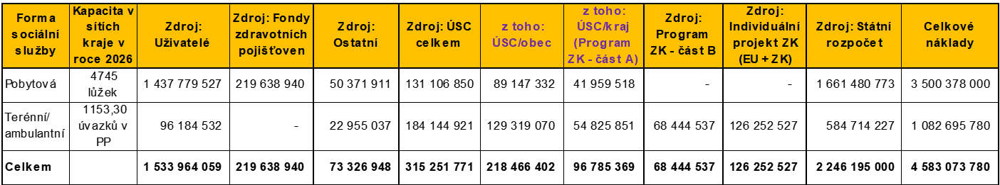 Forma sociální služby | Kapacita v sítích kraje v roce 2026 | Zdroj: Uživatelé | Zdroj: Fondy zdravotních pojišťoven | Zdroj: Ostatní | Zdroj: ÚSC celkem | z toho: ÚSC/obec | z toho: ÚSC/kraj (Program ZK - část A) | Zdroj: Program ZK - část B | Zdroj: Individuální projekt ZK (EU + ZK) | Zdroj: Státní rozpočet | Celkové náklady
Pobytová | 4745 lůžek | 1 437 779 527 | 219 638 940 | 50 371 911 | 131 106 850 | 89 147 332 | 41 959 518 | - | - | 1 661 480 773 | 3 500 378 000
Terénní/ambulantní | 1153,30 úvazků v PP | 96 184 532 | - | 22 955 037 | 184 144 921 | 129 319 070 | 54 825 851 | 68 444 537 | 126 252 527 | 584 714 227 | 1 082 695 780
Celkem | | 1 533 964 059 | 219 638 940 | 73 326 948 | 315 251 771 | 218 466 402 | 96 785 369 | 68 444 537 | 126 252 527 | 2 246 195 000 | 4 583 073 780